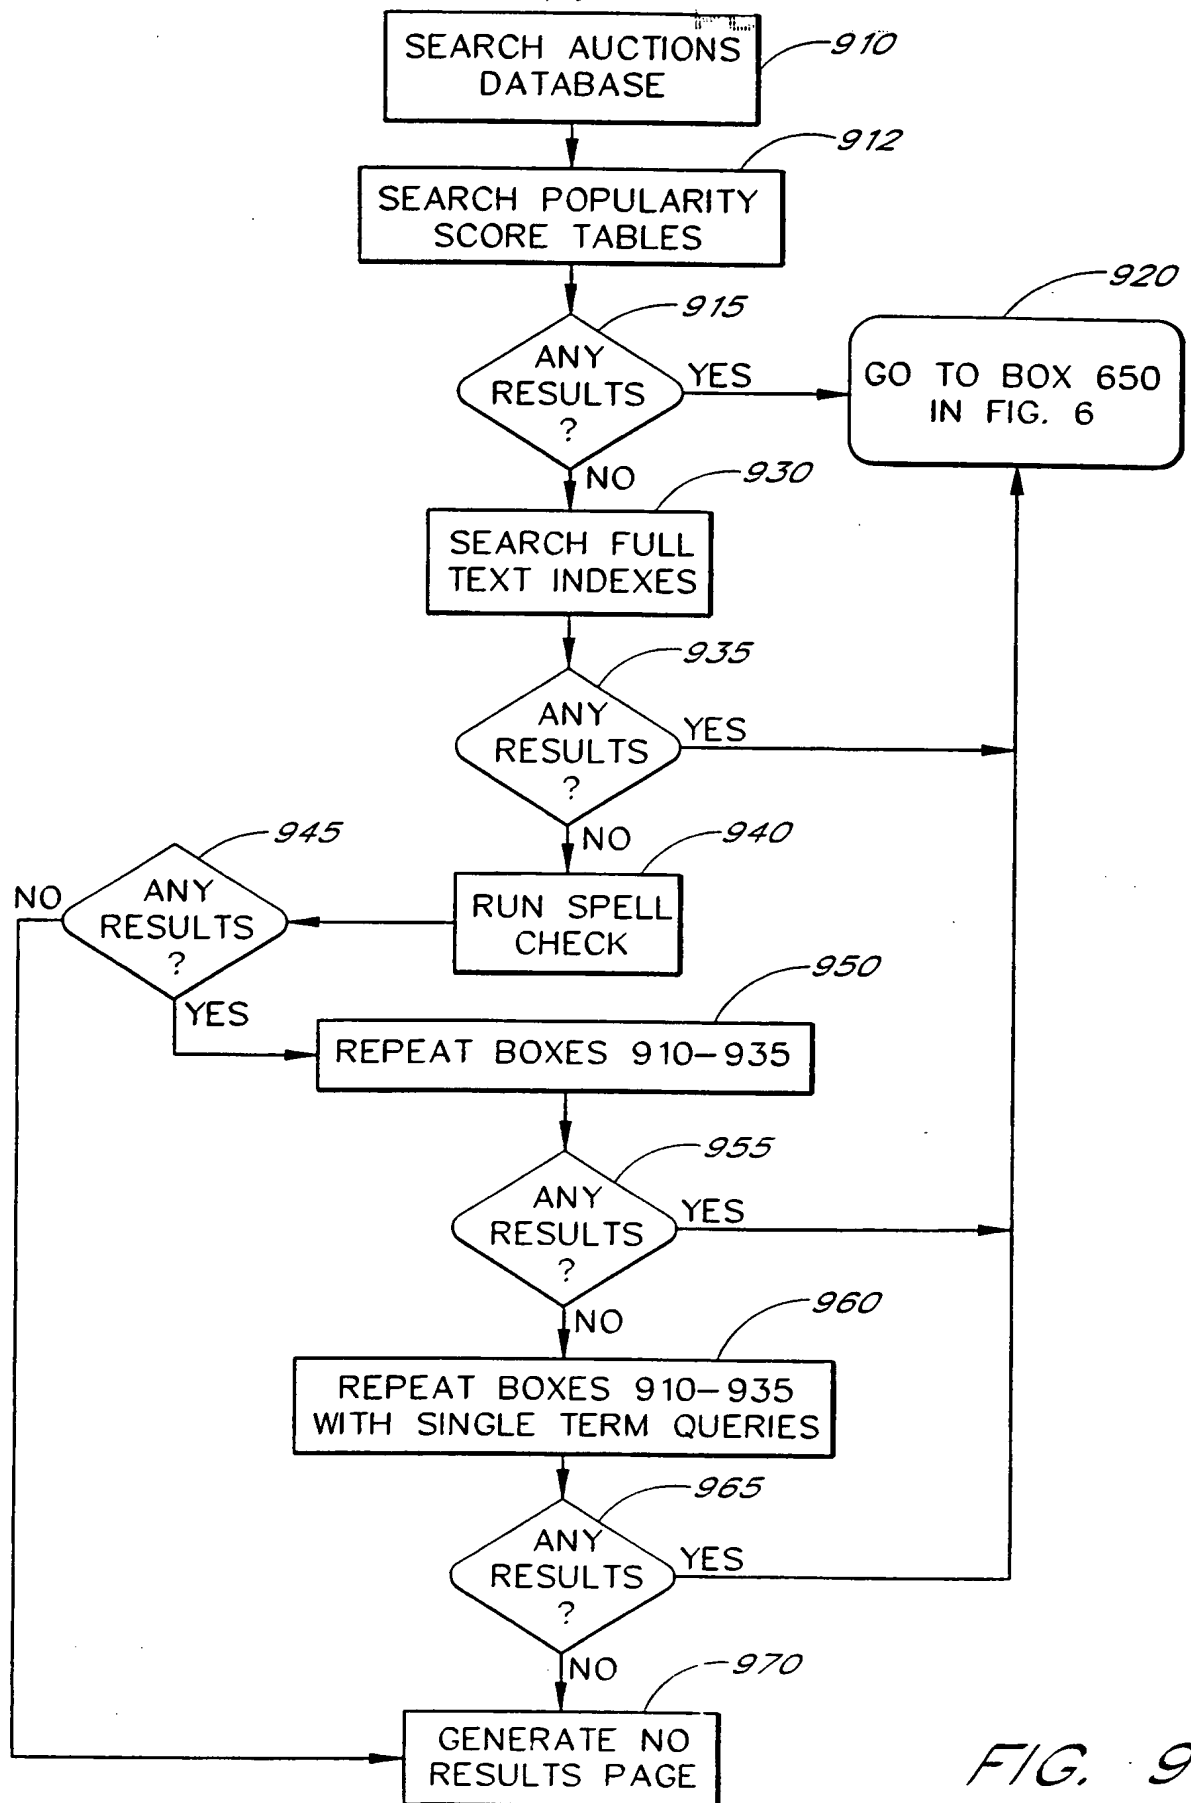 SEARCH AUCTIONS
DATABASE
910
SEARCH POPULARITY
SCORE TABLES
912
ANY
RESULTS
?
915
YES
NO
GO TO BOX 650
IN FIG. 6
920
SEARCH FULL
TEXT INDEXES
930
ANY
RESULTS
?
935
YES
NO
RUN SPELL
CHECK
940
ANY
RESULTS
?
945
NO
YES
REPEAT BOXES 910-935
950
ANY
RESULTS
?
955
YES
NO
REPEAT BOXES 910-935
WITH SINGLE TERM QUERIES
960
ANY
RESULTS
?
965
YES
NO
GENERATE NO
RESULTS PAGE
970
FIG. 9